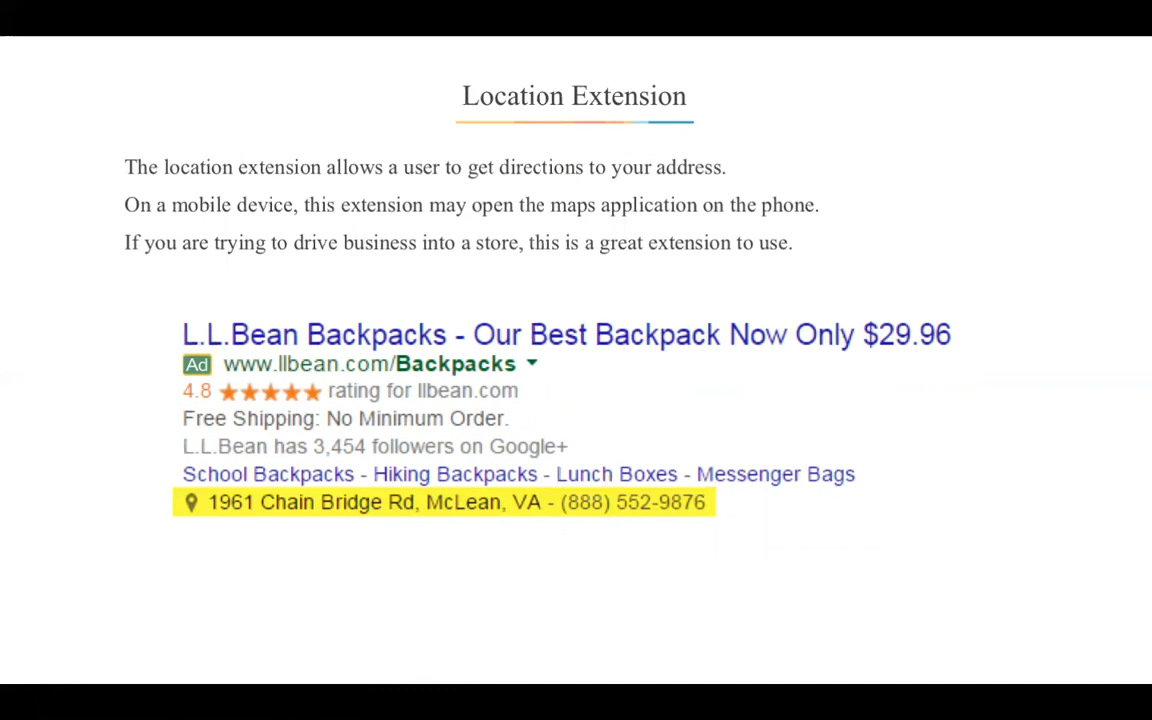 Location Extension
The location extension allows a user to get directions to your address.
On a mobile device, this extension may open the maps application on the phone.
If you are trying to drive business into a store, this is a great extension to use.
L.L.Bean Backpacks - Our Best Backpack Now Only $29.96
Ad www.llbean.com/Backpacks
4.8 ★★★★★ rating for llbean.com
Free Shipping: No Minimum Order.
L.L.Bean has 3,454 followers on Google+
School Backpacks - Hiking Backpacks - Lunch Boxes - Messenger Bags
1961 Chain Bridge Rd, McLean, VA - (888) 552-9876